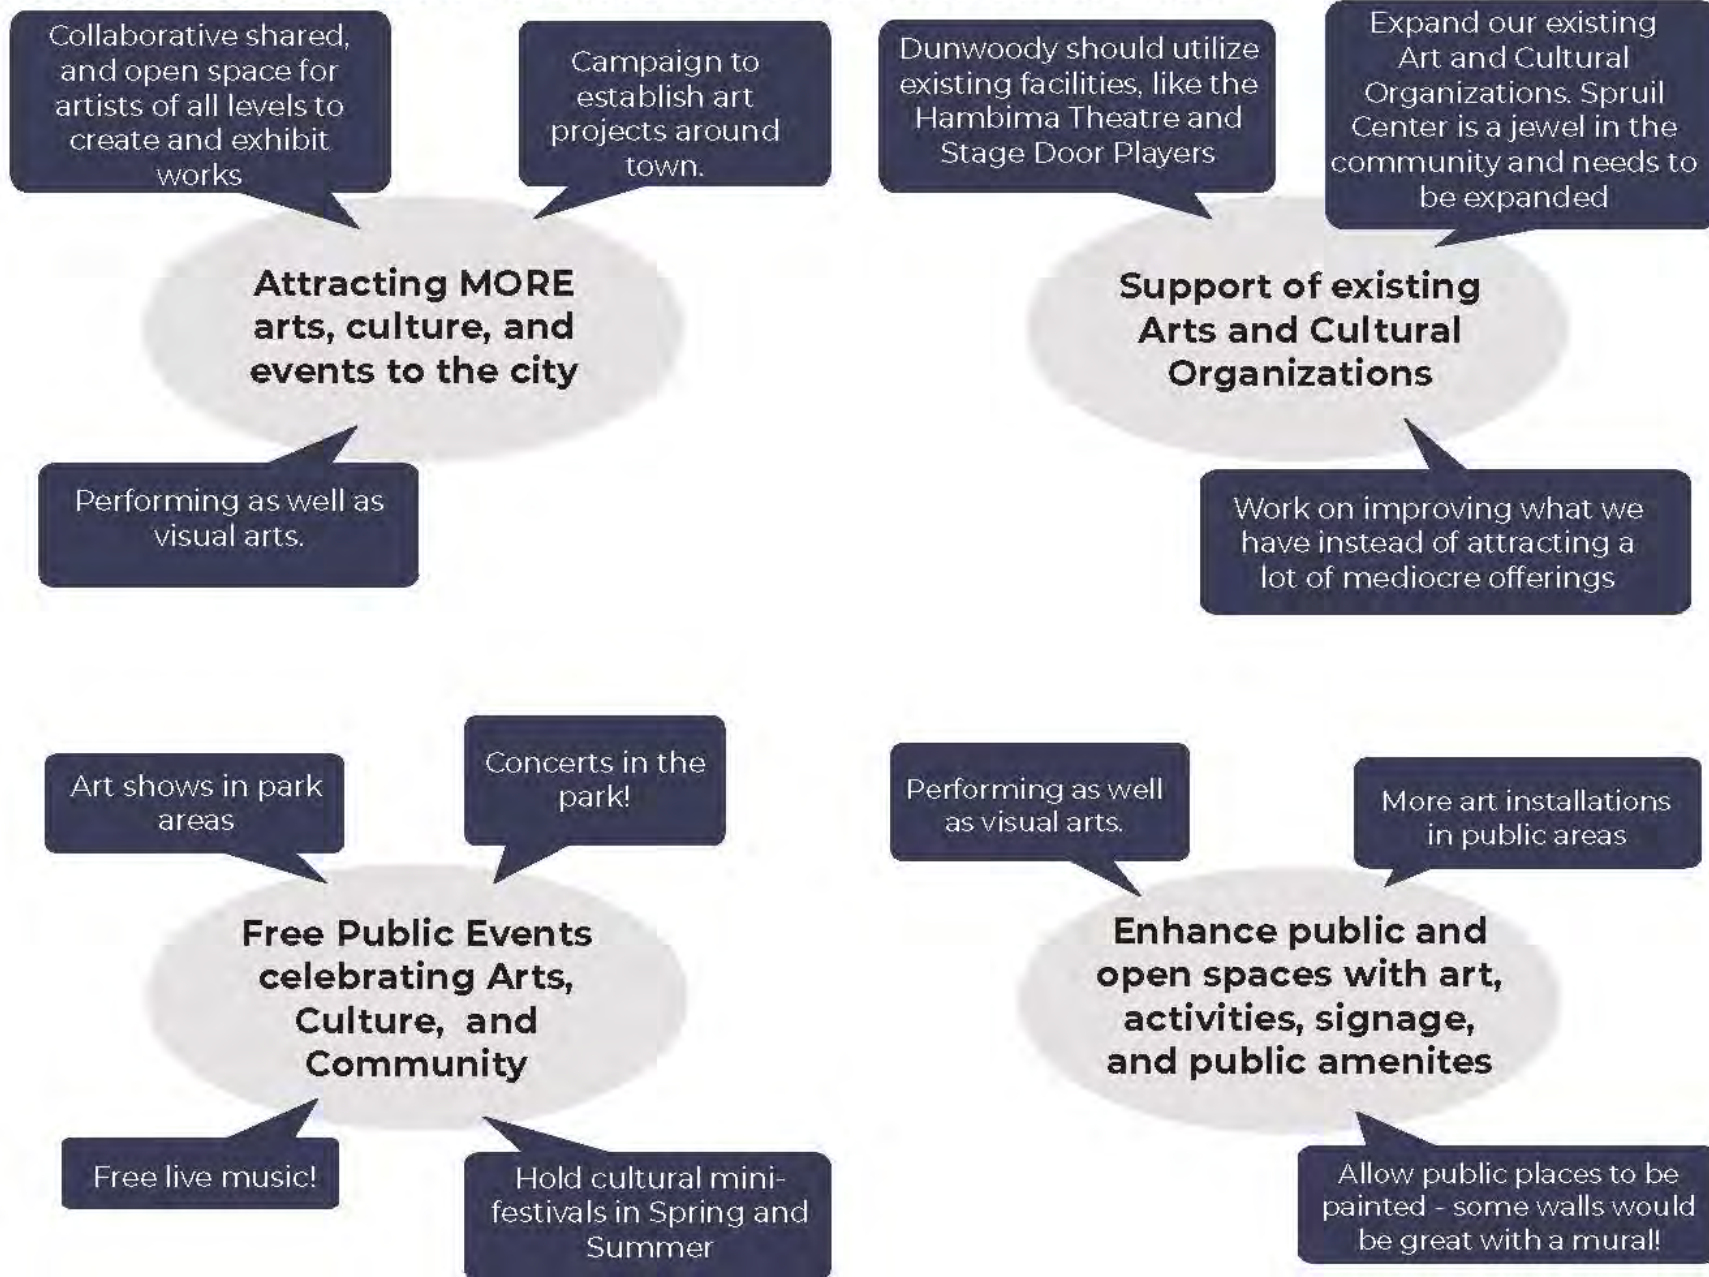 Collaborative shared,
and open space for
artists of all levels to
create and exhibit
works
Campaign to
establish art
projects around
town.
Attracting MORE
arts, culture, and
events to the city
Performing as well as
visual arts.
Dunwoody should utilize
existing facilities, like the
Hambima Theatre and
Stage Door Players
Expand our existing
Art and Cultural
Organizations. Spruil
Center is a jewel in the
community and needs to
be expanded
Support of existing
Arts and Cultural
Organizations
Work on improving what we
have instead of attracting a
lot of mediocre offerings
Art shows in park
areas
Concerts in the
park!
Free Public Events
celebrating Arts,
Culture, and
Community
Free live music!
Hold cultural mini-
festivals in Spring and
Summer
Performing as well
as visual arts.
More art installations
in public areas
Enhance public and
open spaces with art,
activities, signage,
and public amenites
Allow public places to be
painted - some walls would
be great with a mural!